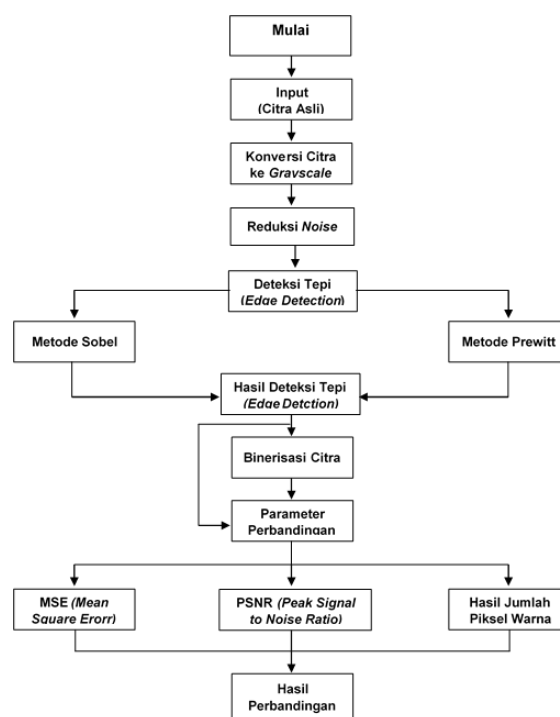 Mulai
Input
(Citra Asli)
Konversi Citra
ke Grayscale
Reduksi Noise
Deteksi Tepi
(Edge Detection)
Metode Sobel
Metode Prewitt
Hasil Deteksi Tepi
(Edge Detction)
Binerisasi Citra
Parameter
Perbandingan
MSE (Mean
Square Erorr)
PSNR (Peak Signal
to Noise Ratio)
Hasil Jumlah
Piksel Warna
Hasil
Perbandingan